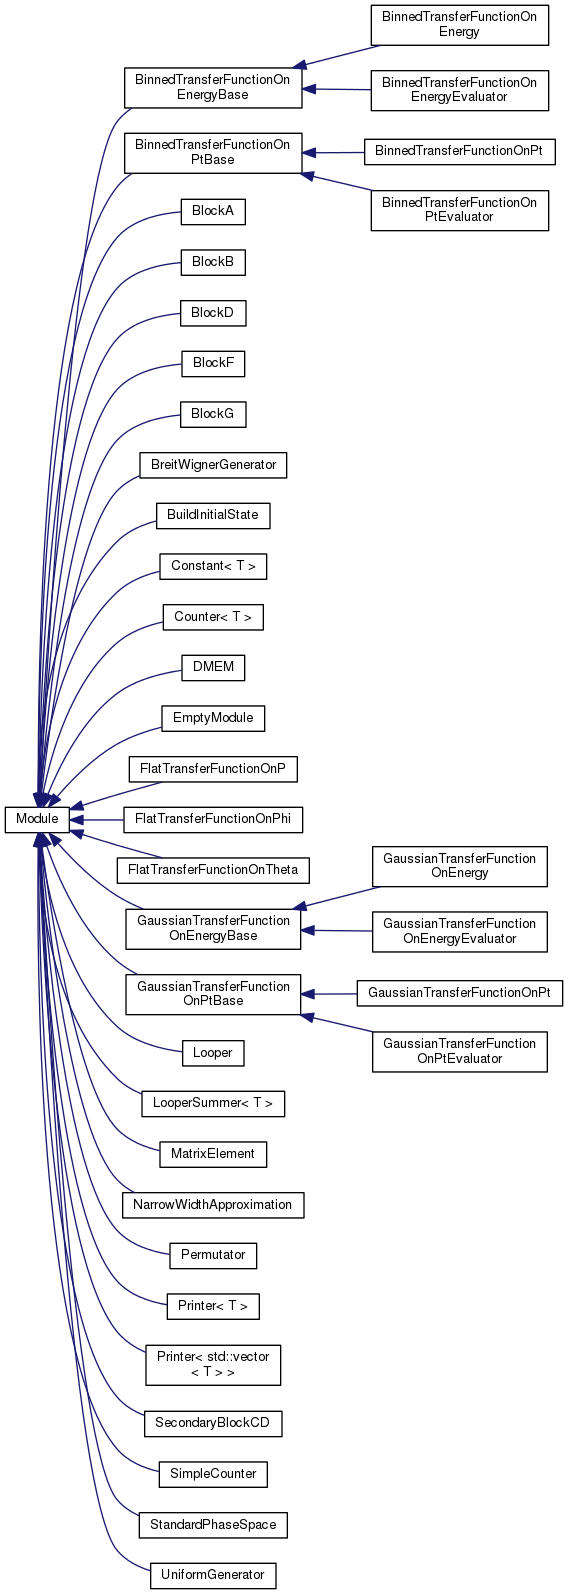 BinnedTransferFunctionOn
Energy
BinnedTransferFunctionOn
EnergyBase
BinnedTransferFunctionOn
EnergyEvaluator
BinnedTransferFunctionOn
PtBase
BinnedTransferFunctionOnPt
BinnedTransferFunctionOn
PtEvaluator
BlockA
BlockB
BlockD
BlockF
BlockG
BreitWignerGenerator
BuildInitialState
Constant< T >
Counter< T >
DMEM
EmptyModule
FlatTransferFunctionOnP
Module
FlatTransferFunctionOnPhi
FlatTransferFunctionOnTheta
GaussianTransferFunction
OnEnergy
GaussianTransferFunction
OnEnergyBase
GaussianTransferFunction
OnEnergyEvaluator
GaussianTransferFunction
OnPtBase
GaussianTransferFunctionOnPt
GaussianTransferFunction
OnPtEvaluator
Looper
LooperSummer< T >
MatrixElement
NarrowWidthApproximation
Permutator
Printer< T >
Printer< std::vector
< T > >
SecondaryBlockCD
SimpleCounter
StandardPhaseSpace
UniformGenerator